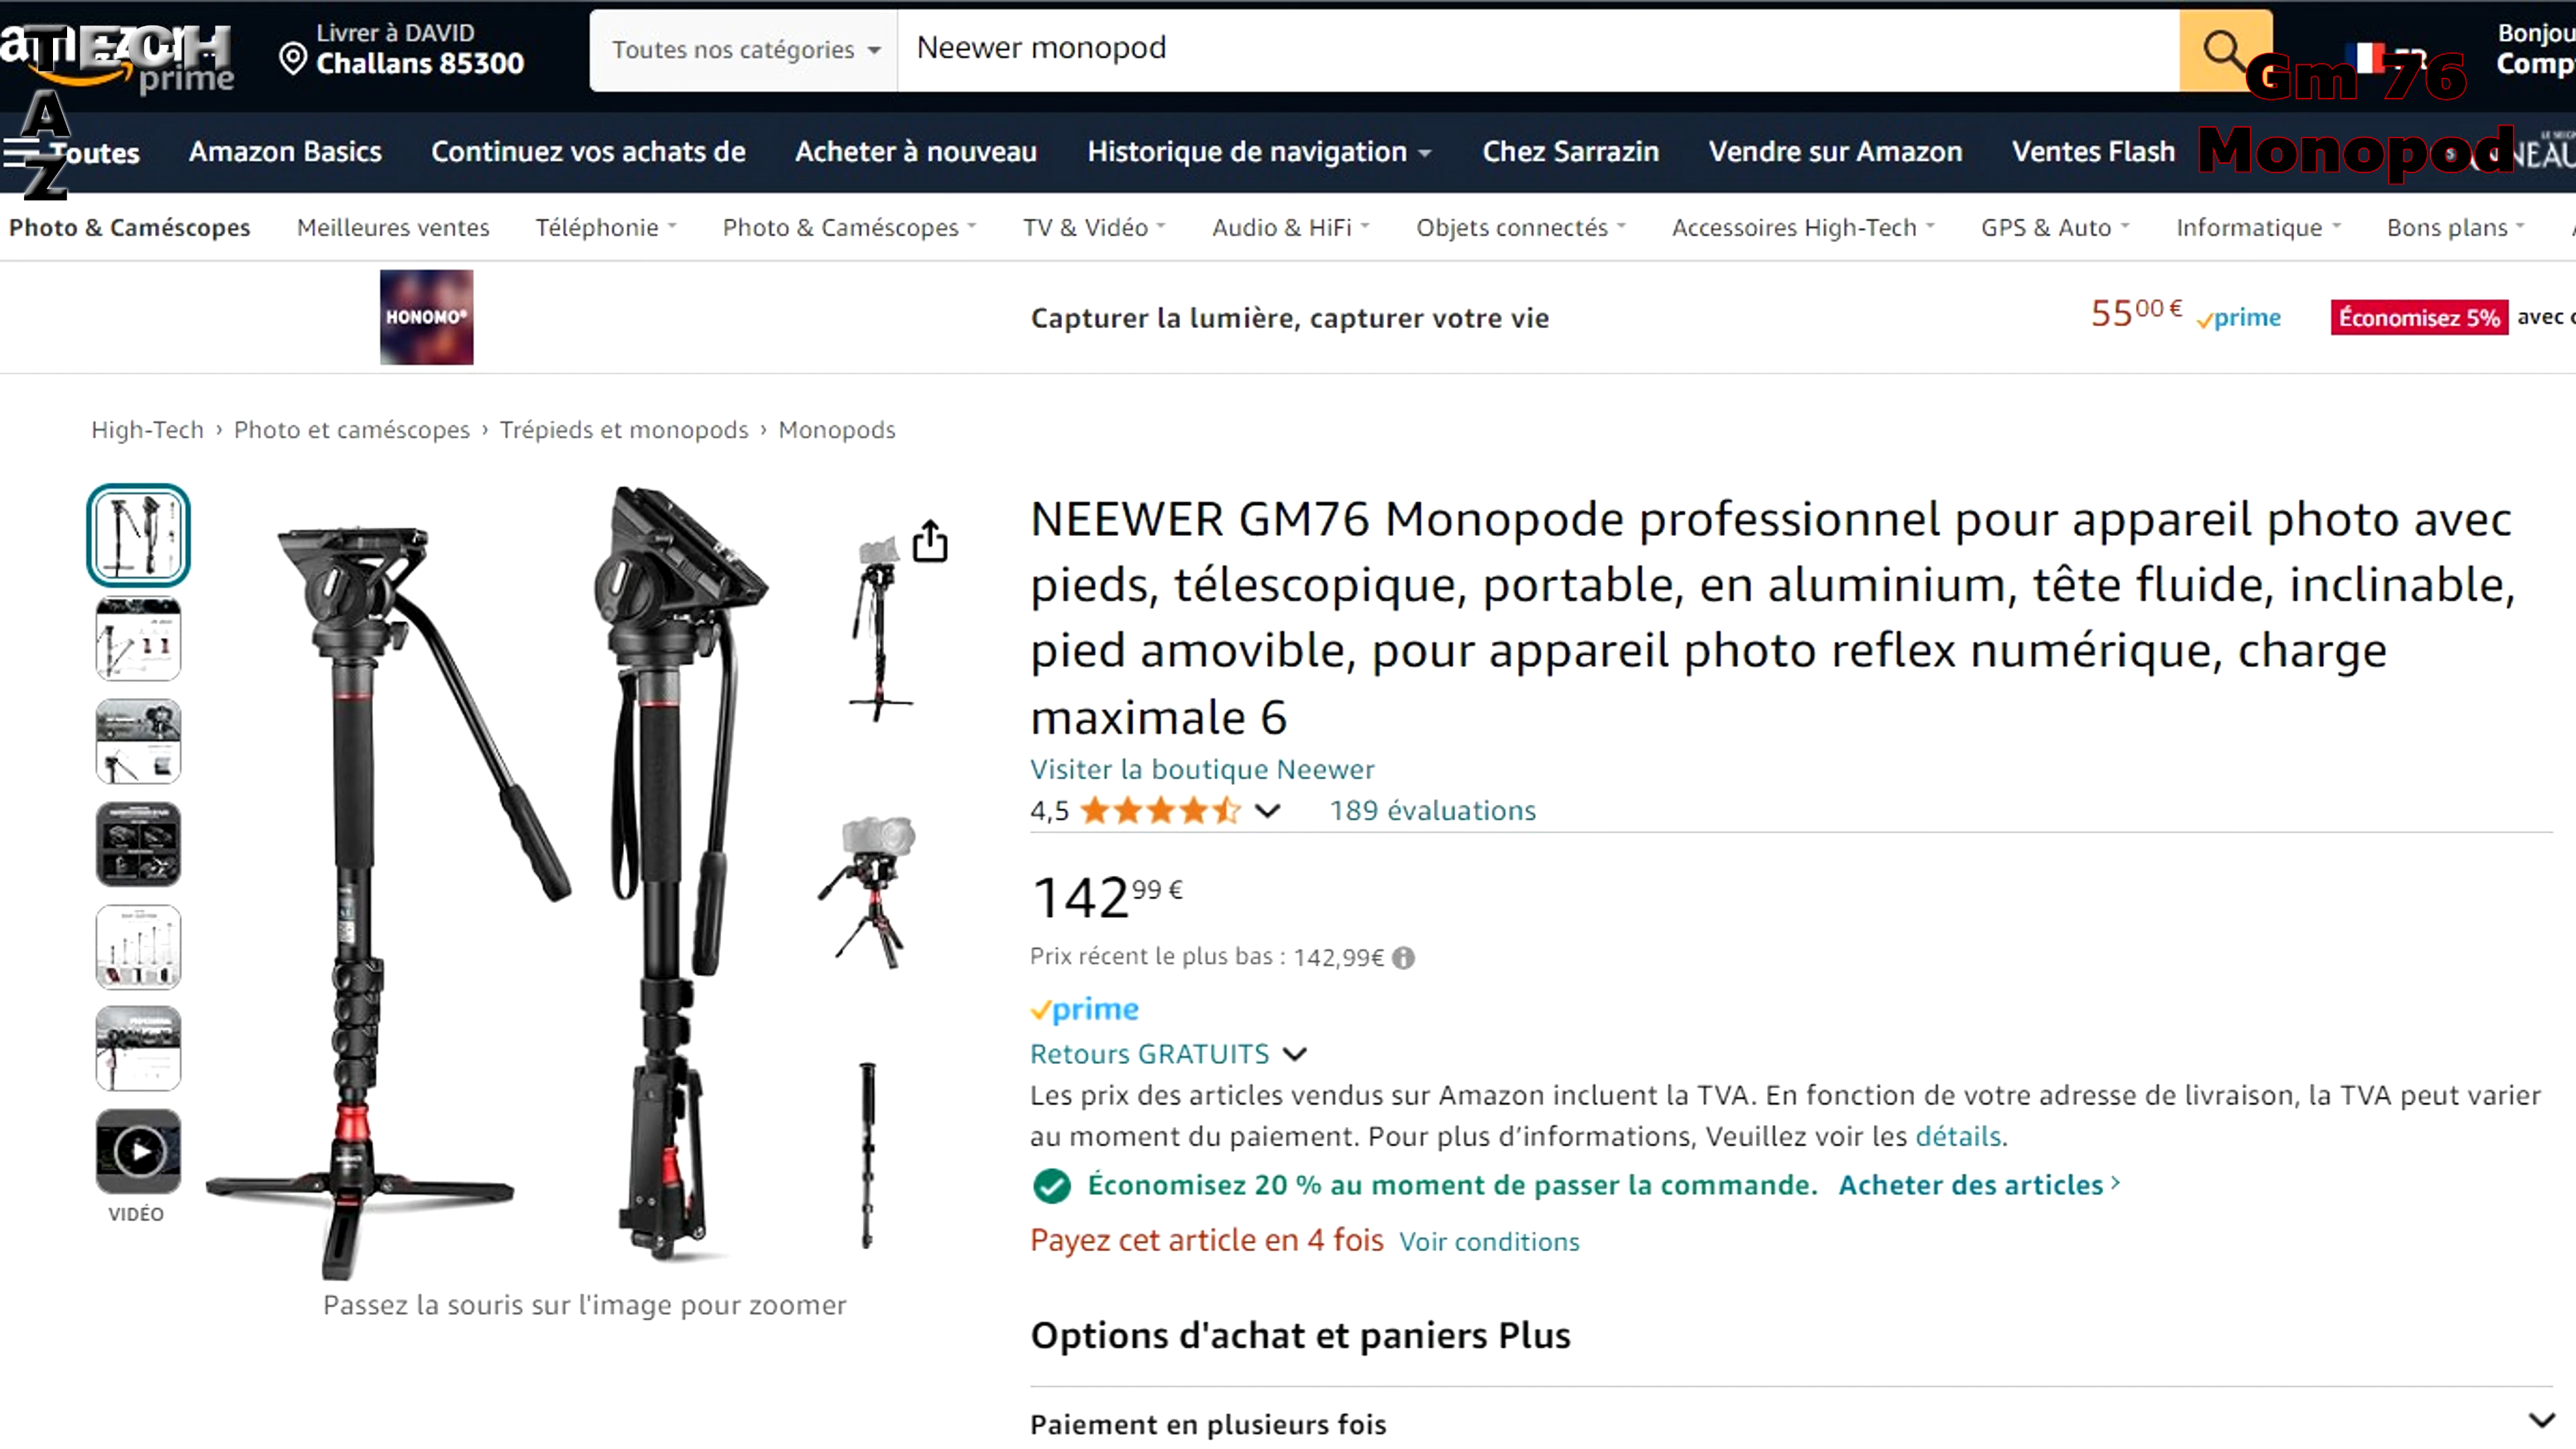 TECH
A
Z
amazon
prime
Livrer à DAVID
Challans 85300
Toutes nos catégories
Neewer monopod
FR
Gm 76
Monopod
Toutes
Amazon Basics
Continuez vos achats de
Acheter à nouveau
Historique de navigation
Chez Sarrazin
Vendre sur Amazon
Ventes Flash
Photo & Caméscopes
Meilleures ventes
Téléphonie
Photo & Caméscopes
TV & Vidéo
Audio & HiFi
Objets connectés
Accessoires High-Tech
GPS & Auto
Informatique
Bons plans
HONOMO®
Capturer la lumière, capturer votre vie
55⁰⁰ € prime
Économisez 5% avec
High-Tech › Photo et caméscopes › Trépieds et monopods › Monopods
NEEWER GM76 Monopode professionnel pour appareil photo avec
pieds, télescopique, portable, en aluminium, tête fluide, inclinable,
pied amovible, pour appareil photo reflex numérique, charge
maximale 6
Visiter la boutique Neewer
4,5 189 évaluations
142⁹⁹ €
Prix récent le plus bas : 142,99€
prime
Retours GRATUITS
Les prix des articles vendus sur Amazon incluent la TVA. En fonction de votre adresse de livraison, la TVA peut varier
au moment du paiement. Pour plus d’informations, Veuillez voir les détails.
Économisez 20 % au moment de passer la commande. Acheter des articles ›
Payez cet article en 4 fois Voir conditions
VIDÉO
Passez la souris sur l'image pour zoomer
Options d'achat et paniers Plus
Paiement en plusieurs fois